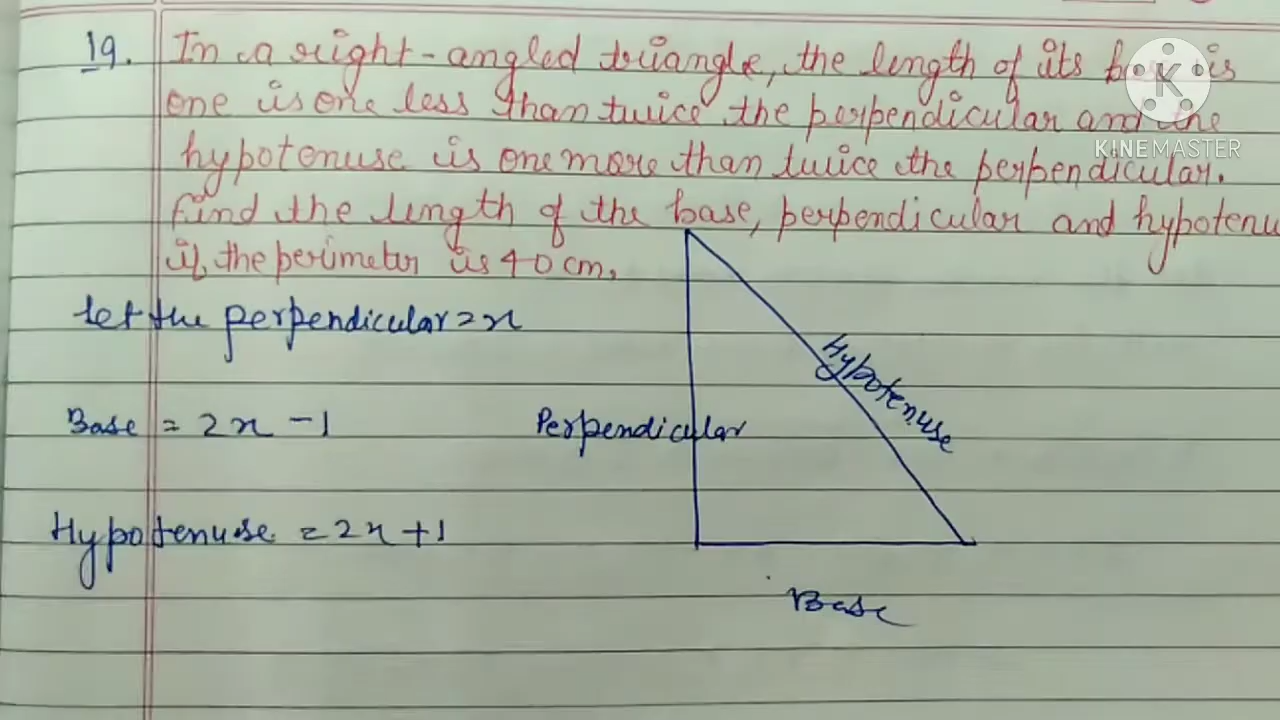 19. In a right-angled triangle, the length of its is
one is one less than twice the perpendicular and the
hypotenuse is one more than twice the perpendicular.
Find the length of the base, perpendicular and hypotenu
if the perimeter is 40 cm.
let the perpendicular = x
Base = 2x - 1
Perpendicular
Hypotenuse
Hypotenuse = 2x + 1
Base
K
KINEMASTER